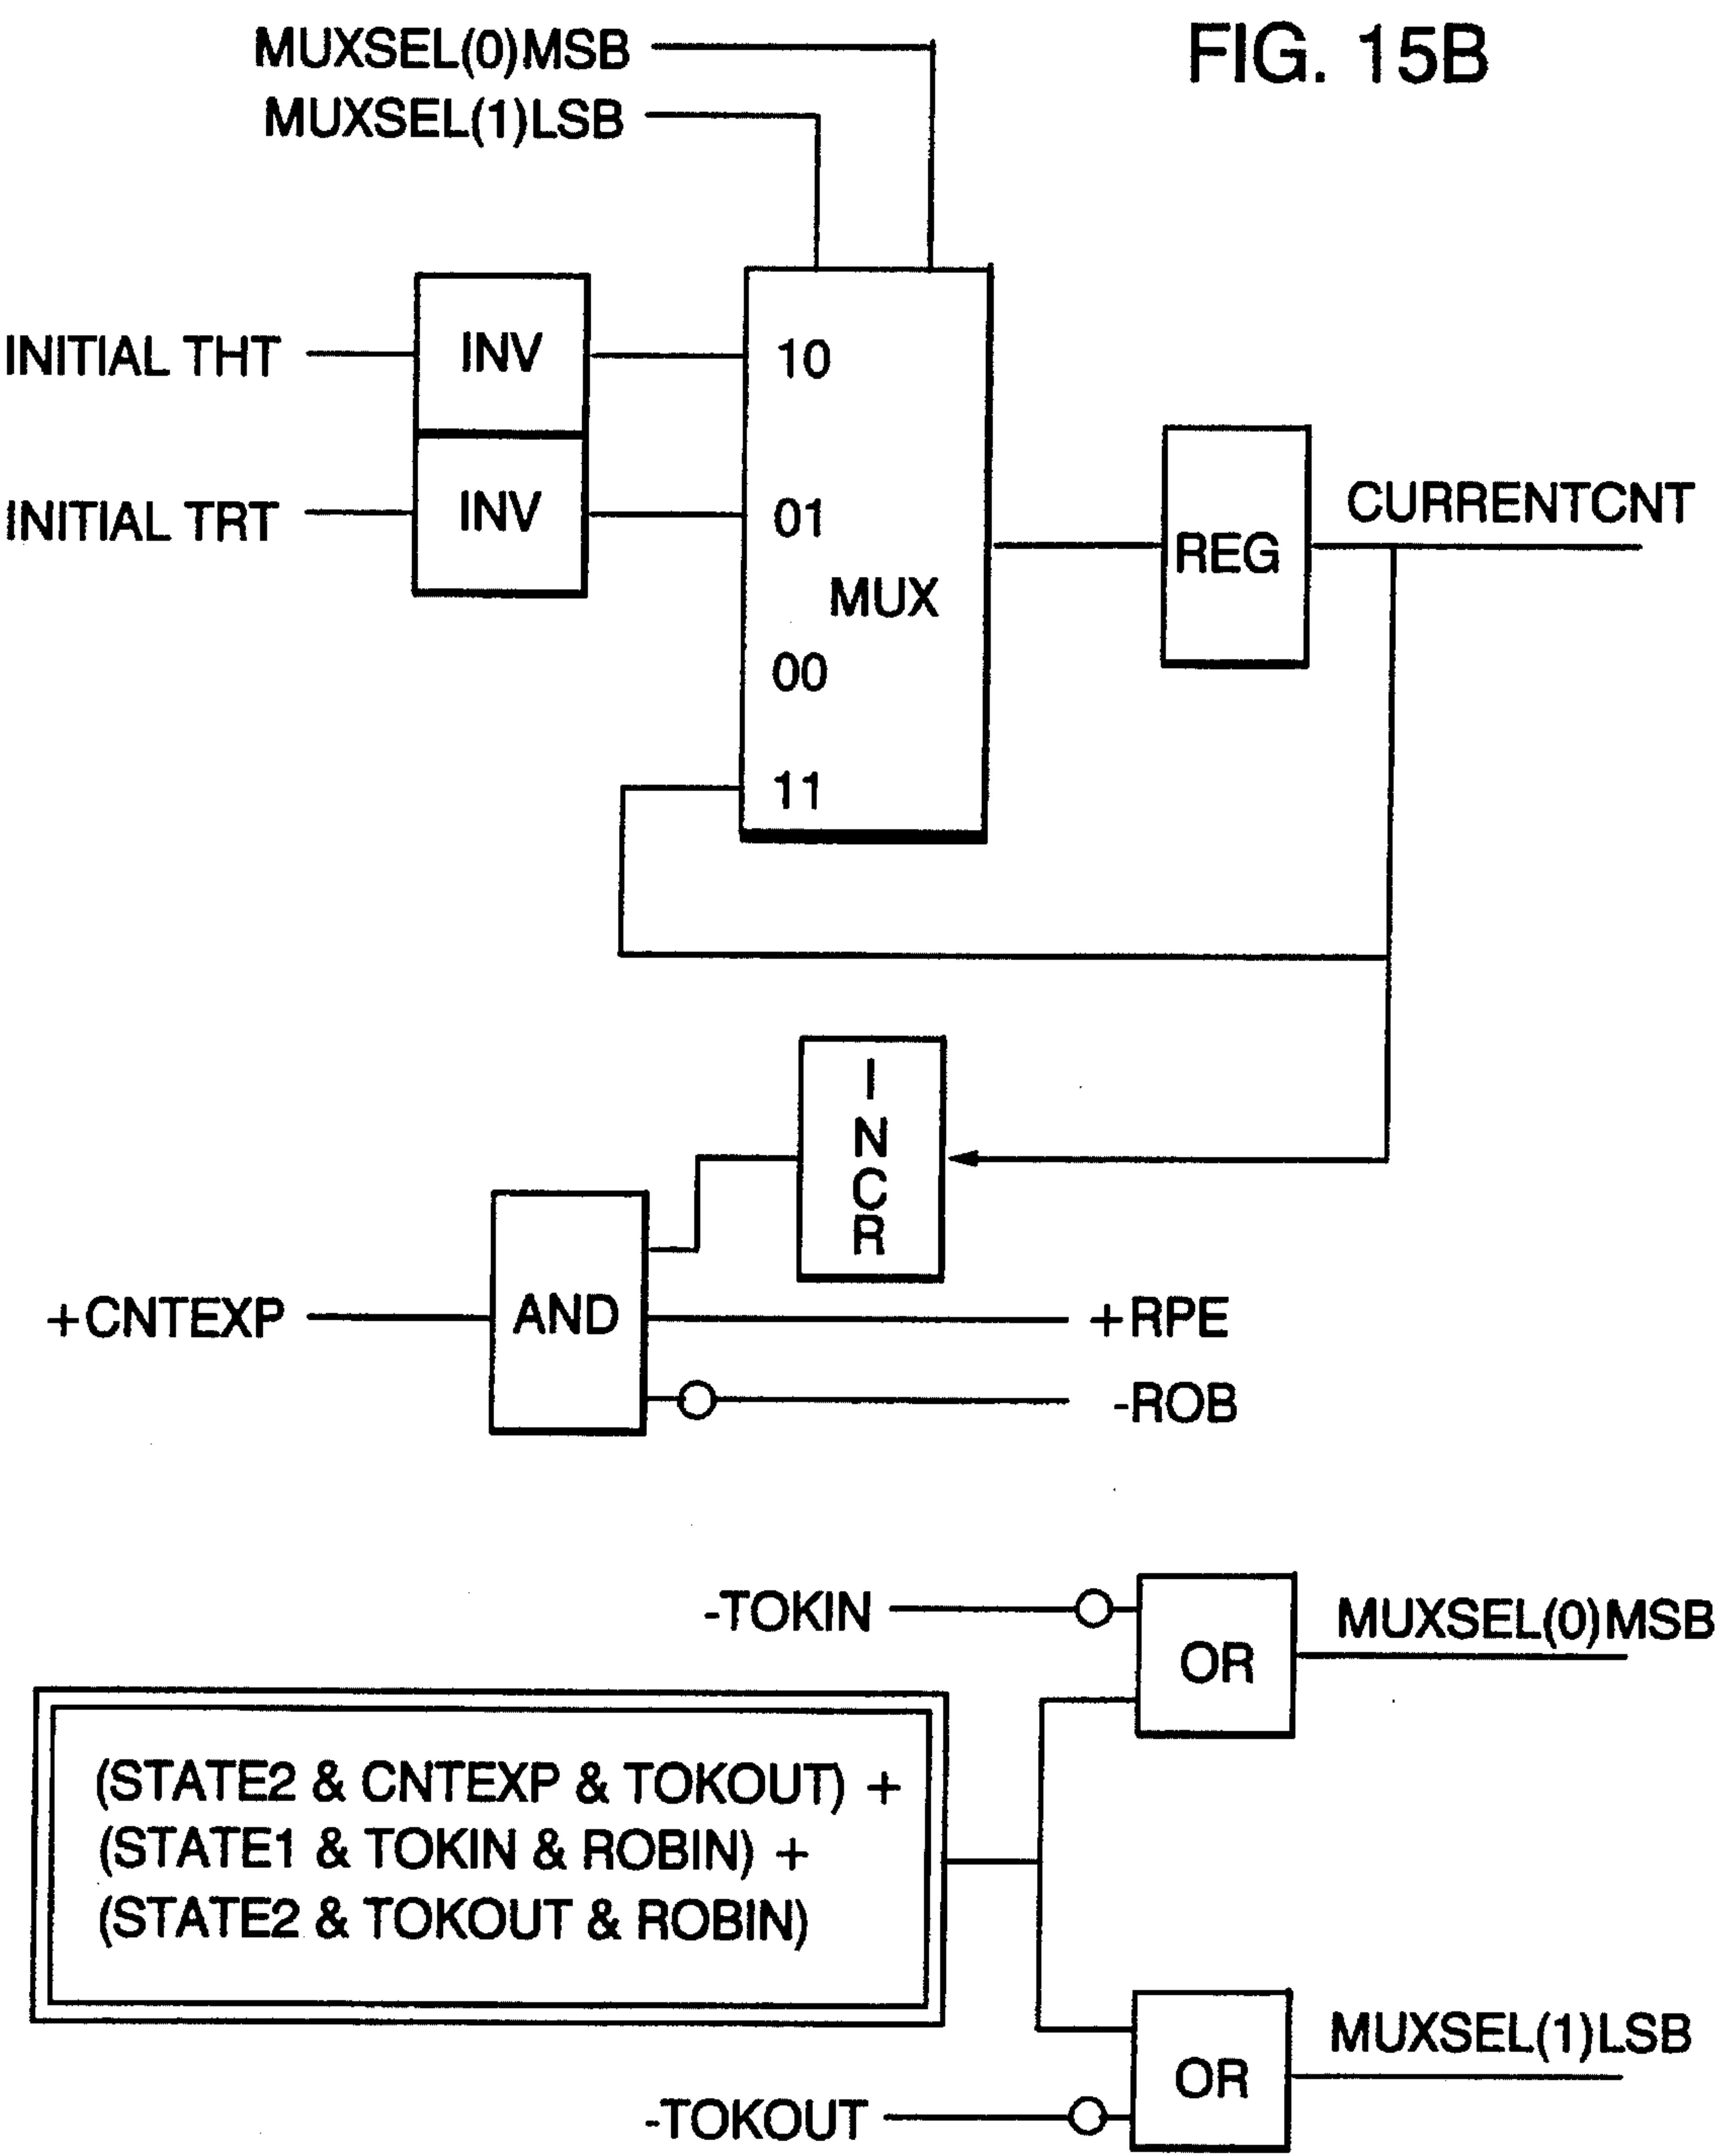 FIG. 15B
MUXSEL(0)MSB
MUXSEL(1)LSB
INITIAL THT
INV
10
INITIAL TRT
INV
01
MUX
00
11
REG
CURRENTCNT
INCR
+CNTEXP
AND
+RPE
-ROB
-TOKIN
OR
MUXSEL(0)MSB
(STATE2 & CNTEXP & TOKOUT) +
(STATE1 & TOKIN & ROBIN) +
(STATE2 & TOKOUT & ROBIN)
MUXSEL(1)LSB
OR
-TOKOUT